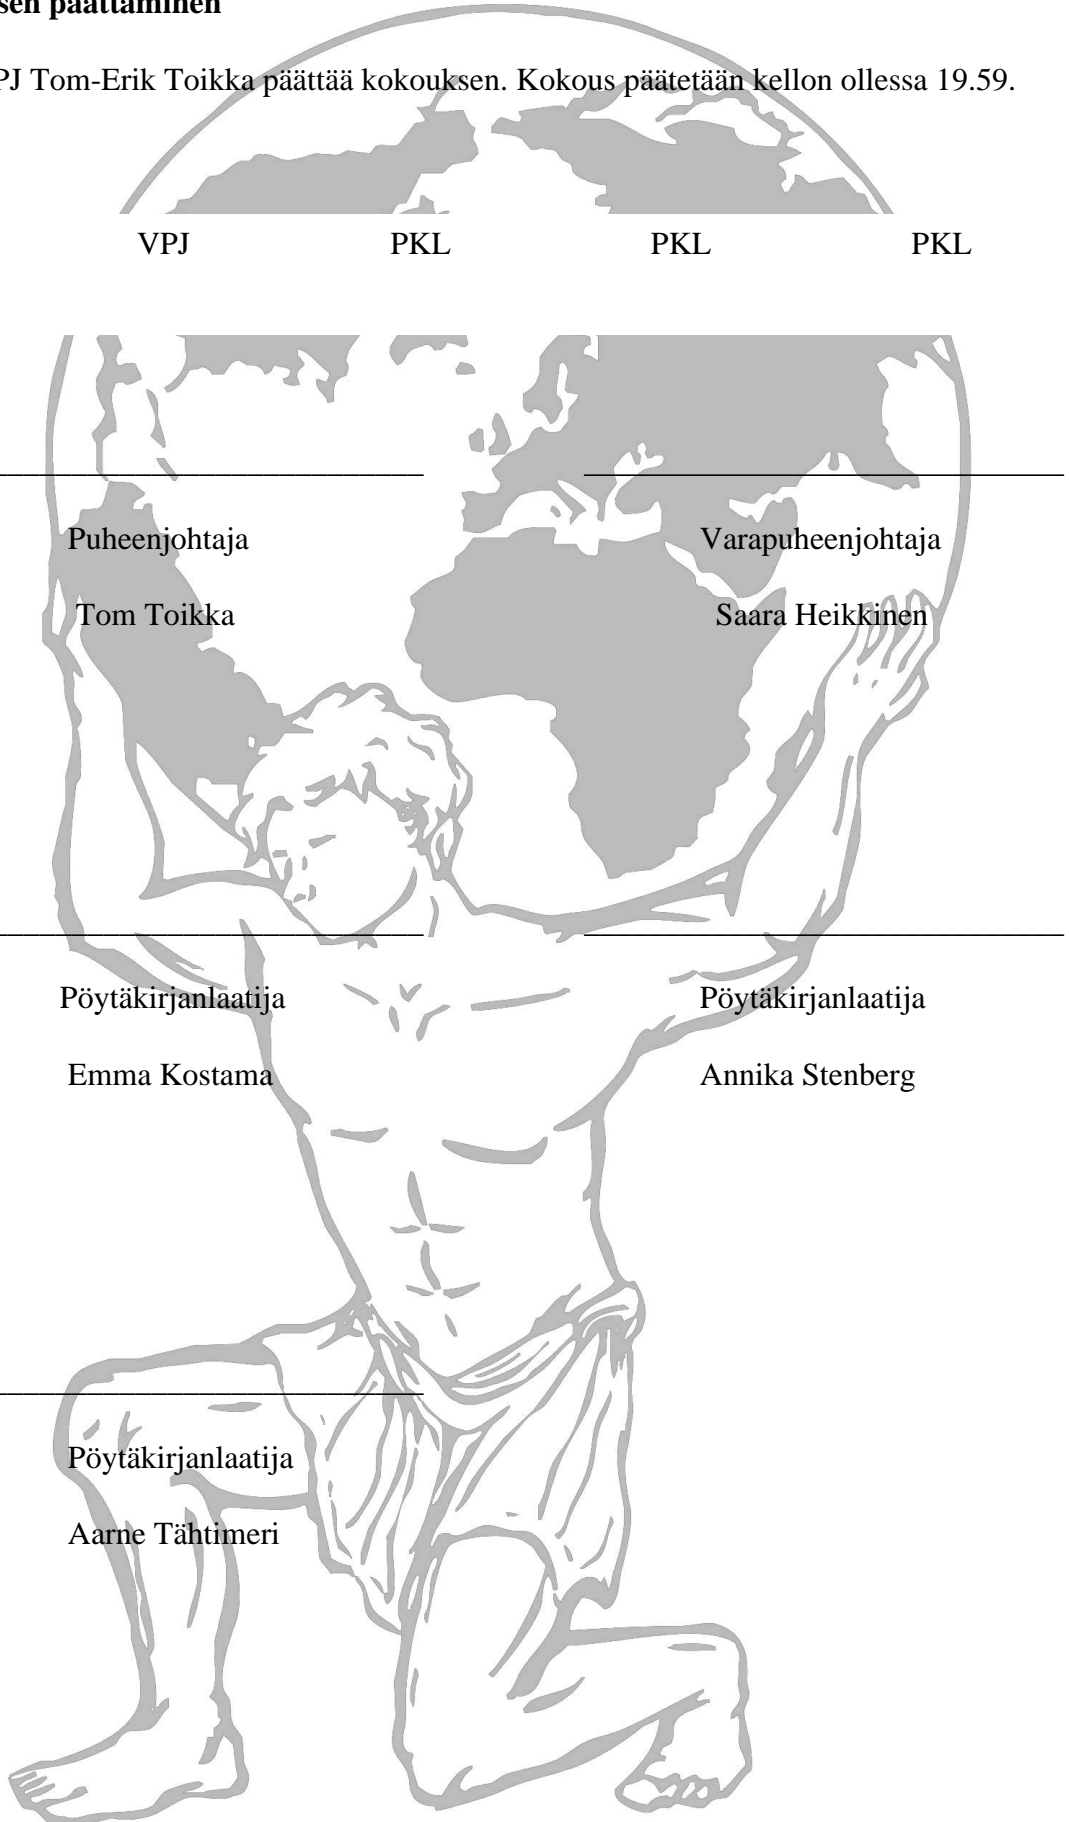 sen päättäminen
PJ Tom-Erik Toikka päättää kokouksen. Kokous päätetään kellon ollessa 19.59.
VPJ PKL PKL PKL
Puheenjohtaja Varapuheenjohtaja
Tom Toikka Saara Heikkinen
Pöytäkirjanlaatija Pöytäkirjanlaatija
Emma Kostama Annika Stenberg
Pöytäkirjanlaatija
Aarne Tähtimeri